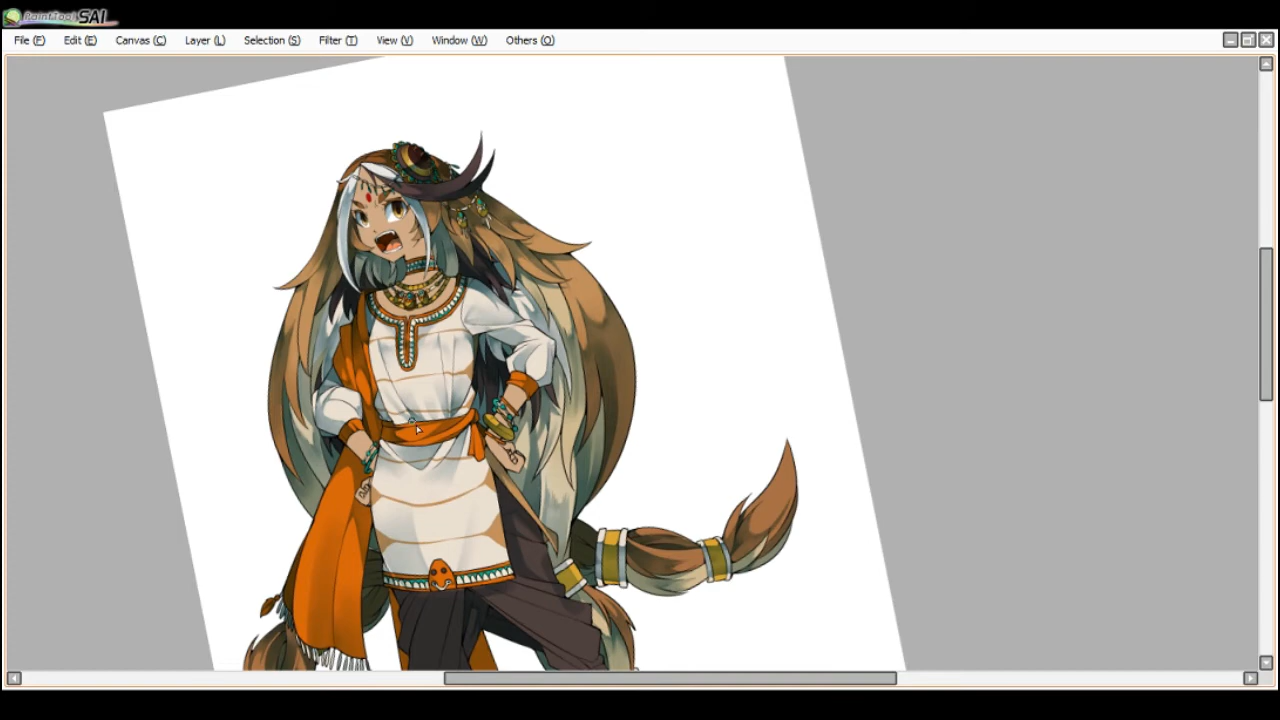 PaintTool SAI
File (F) Edit (E) Canvas (C) Layer (L) Selection (S) Filter (T) View (V) Window (W) Others (O)